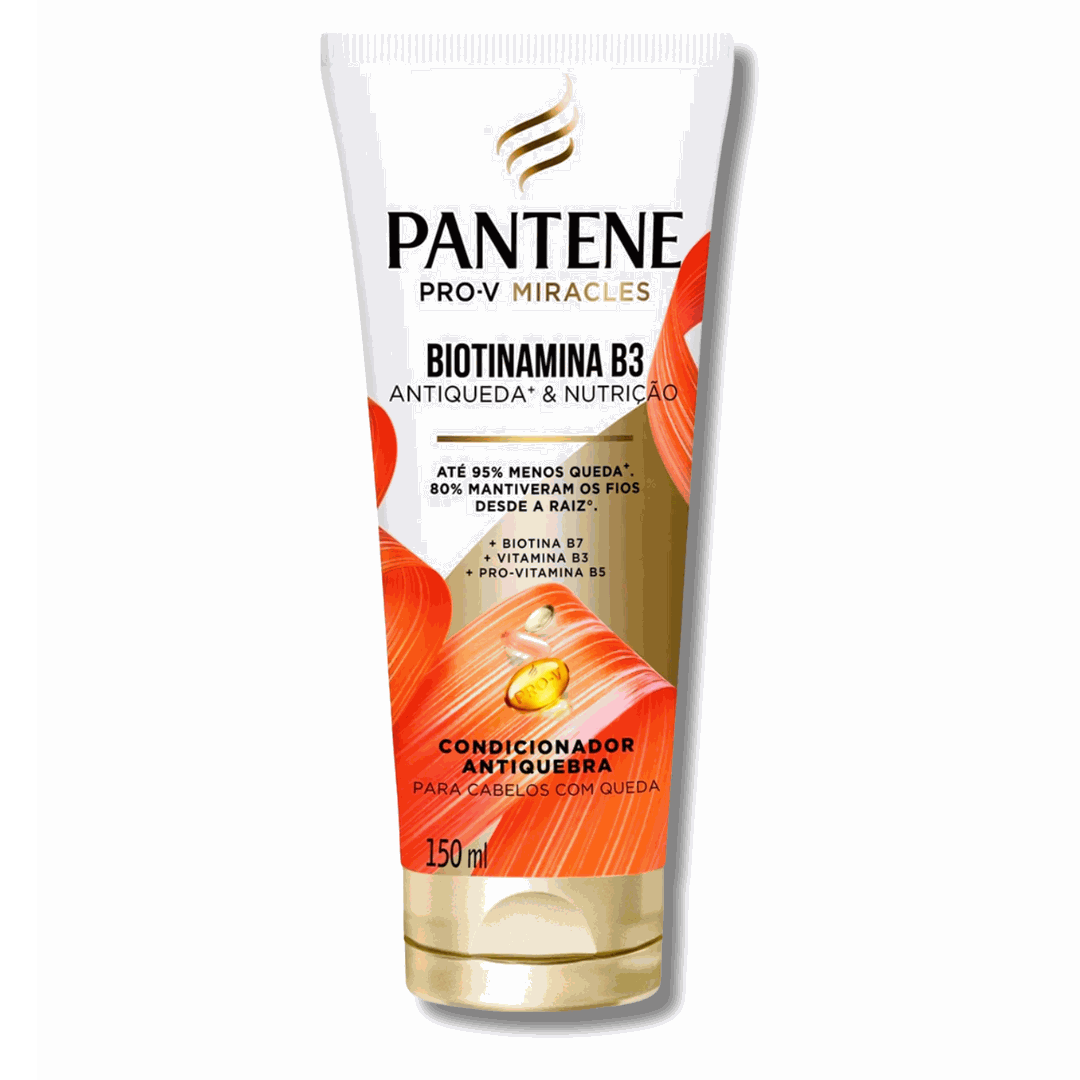 PANTENE
PRO-V MIRACLES
BIOTINAMINA B3
ANTIQUEDA⁺ & NUTRIÇÃO
ATÉ 95% MENOS QUEDA⁺.
80% MANTIVERAM OS FIOS
DESDE A RAIZ°.
+ BIOTINA B7
+ VITAMINA B3
+ PRO-VITAMINA B5
PRO-V
CONDICIONADOR
ANTIQUEBRA
PARA CABELOS COM QUEDA
150 ml